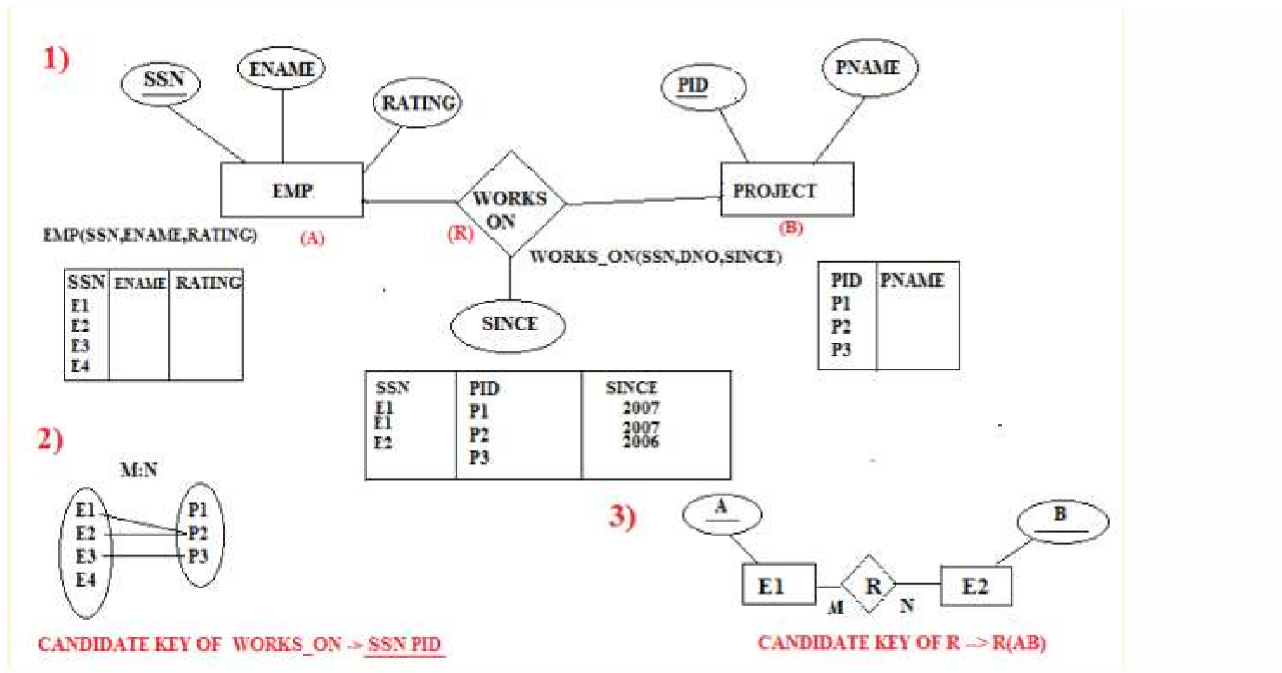 1)
SSN
ENAME
RATING
PID
PNAME
EMP
WORKS
ON
PROJECT
EMP(SSN,ENAME,RATING)
(A)
(R)
(B)
WORKS_ON(SSN,DNO,SINCE)
SSN ENAME RATING
E1
E2
E3
E4
SINCE
PID PNAME
P1
P2
P3
SSN PID SINCE
E1 P1 2007
E1 P2 2007
E2 P3 2006
2)
M:N
E1 P1
E2 P2
E3 P3
E4
CANDIDATE KEY OF WORKS_ON -> SSN PID
3)
A
B
E1 R E2
M N
CANDIDATE KEY OF R --> R(AB)